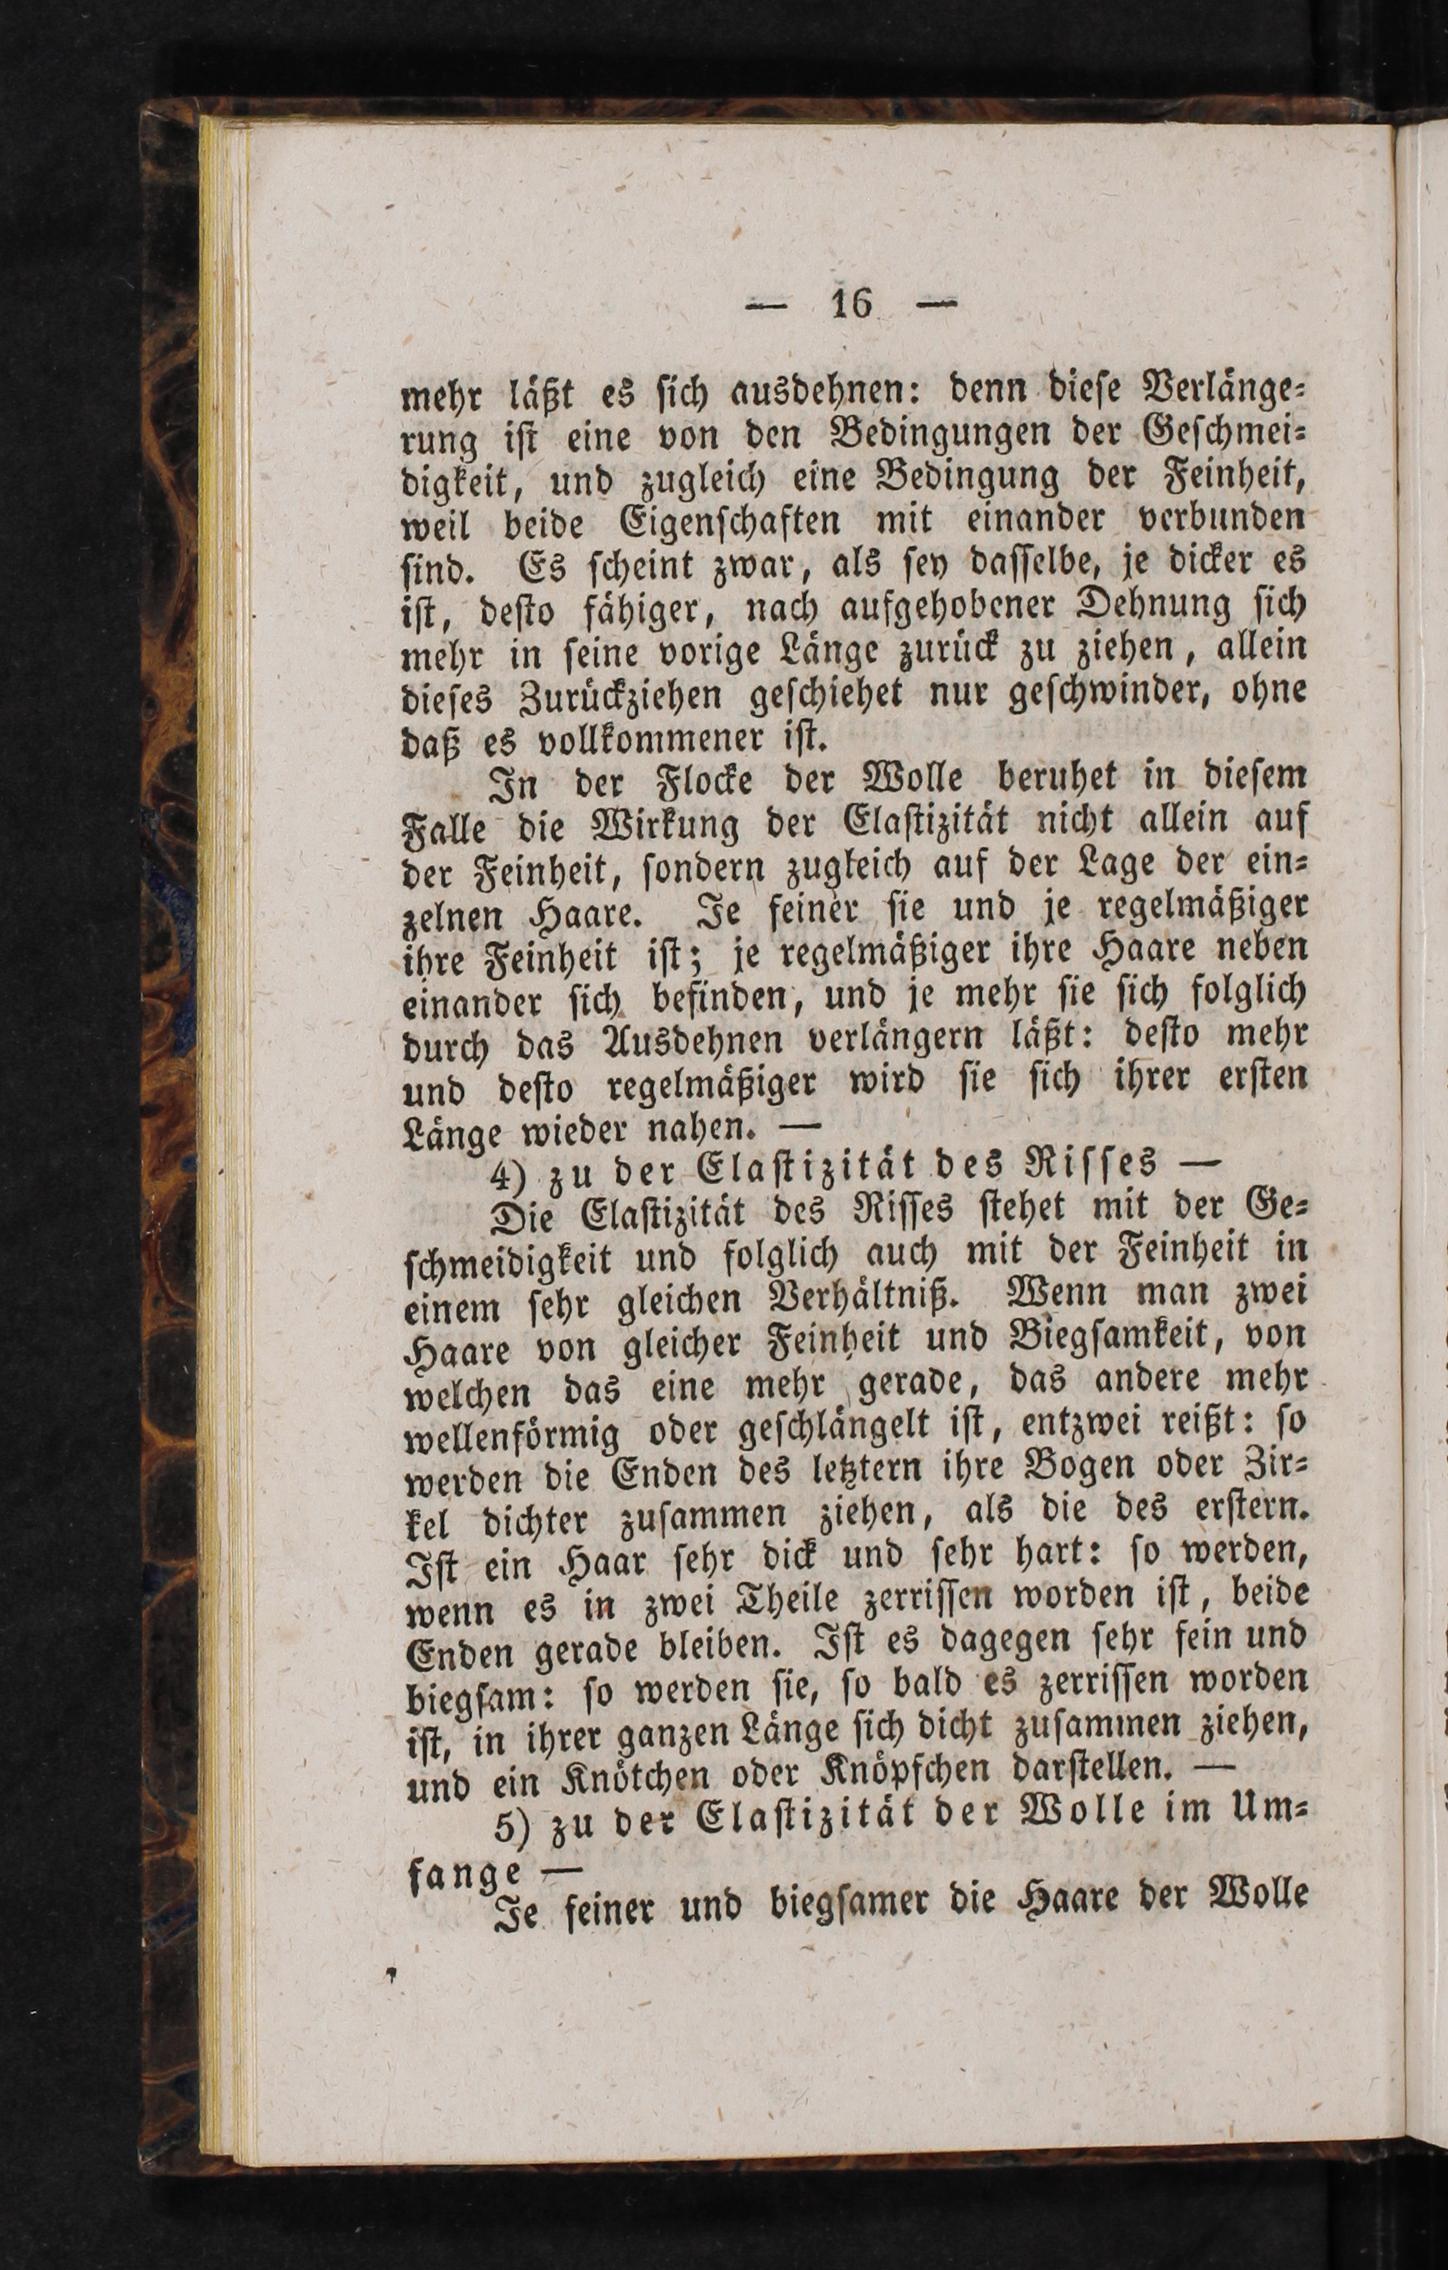 — 16 —
mehr läßt es ſich ausdehnen: denn dieſe Verlänge⸗
rung iſt eine von den Bedingungen der Geſchmei⸗
digkeit, und zugleich eine Bedingung der Feinheit,
weil beide Eigenſchaften mit einander verbunden
ſind. Es ſcheint zwar, als ſey daſſelbe, je dicker es
iſt, deſto fähiger, nach aufgehobener Dehnung ſich
mehr in ſeine vorige Länge zurück zu ziehen, allein
dieſes Zurückziehen geſchiehet nur geſchwinder, ohne
daß es vollkommener iſt.
In der Flocke der Wolle beruhet in dieſem
Falle die Wirkung der Elaſtizität nicht allein auf
der Feinheit, ſondern zugleich auf der Lage der ein⸗
zelnen Haare. Je feiner ſie und je regelmäßiger
ihre Feinheit iſt; je regelmäßiger ihre Haare neben
einander ſich befinden, und je mehr ſie ſich folglich
durch das Ausdehnen verlängern läßt: deſto mehr
und deſto regelmäßiger wird ſie ſich ihrer erſten
Länge wieder nahen. —
4) zu der Elaſtizität des Riſſes —
Die Elaſtizität des Riſſes ſtehet mit der Ge⸗
ſchmeidigkeit und folglich auch mit der Feinheit in
einem ſehr gleichen Verhältniß. Wenn man zwei
Haare von gleicher Feinheit und Biegſamkeit, von
welchen das eine mehr gerade, das andere mehr
wellenförmig oder geſchlängelt iſt, entzwei reißt: ſo
werden die Enden des letztern ihre Bogen oder Zir⸗
kel dichter zuſammen ziehen, als die des erſtern.
Iſt ein Haar ſehr dick und ſehr hart: ſo werden,
wenn es in zwei Theile zerriſſen worden iſt, beide
Enden gerade bleiben. Iſt es dagegen ſehr fein und
biegſam: ſo werden ſie, ſo bald es zerriſſen worden
iſt, in ihrer ganzen Länge ſich dicht zuſammen ziehen,
und ein Knötchen oder Knöpfchen darſtellen. —
5) zu der Elaſtizität der Wolle im Um⸗
fange —
Je feiner und biegſamer die Haare der Wolle